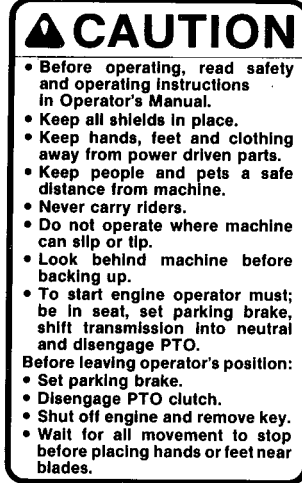 CAUTION
• Before operating, read safety
and operating instructions
in Operator's Manual.
• Keep all shields in place.
• Keep hands, feet and clothing
away from power driven parts.
• Keep people and pets a safe
distance from machine.
• Never carry riders.
• Do not operate where machine
can slip or tip.
• Look behind machine before
backing up.
• To start engine operator must;
be in seat, set parking brake,
shift transmission into neutral
and disengage PTO.
Before leaving operator's position:
• Set parking brake.
• Disengage PTO clutch.
• Shut off engine and remove key.
• Wait for all movement to stop
before placing hands or feet near
blades.